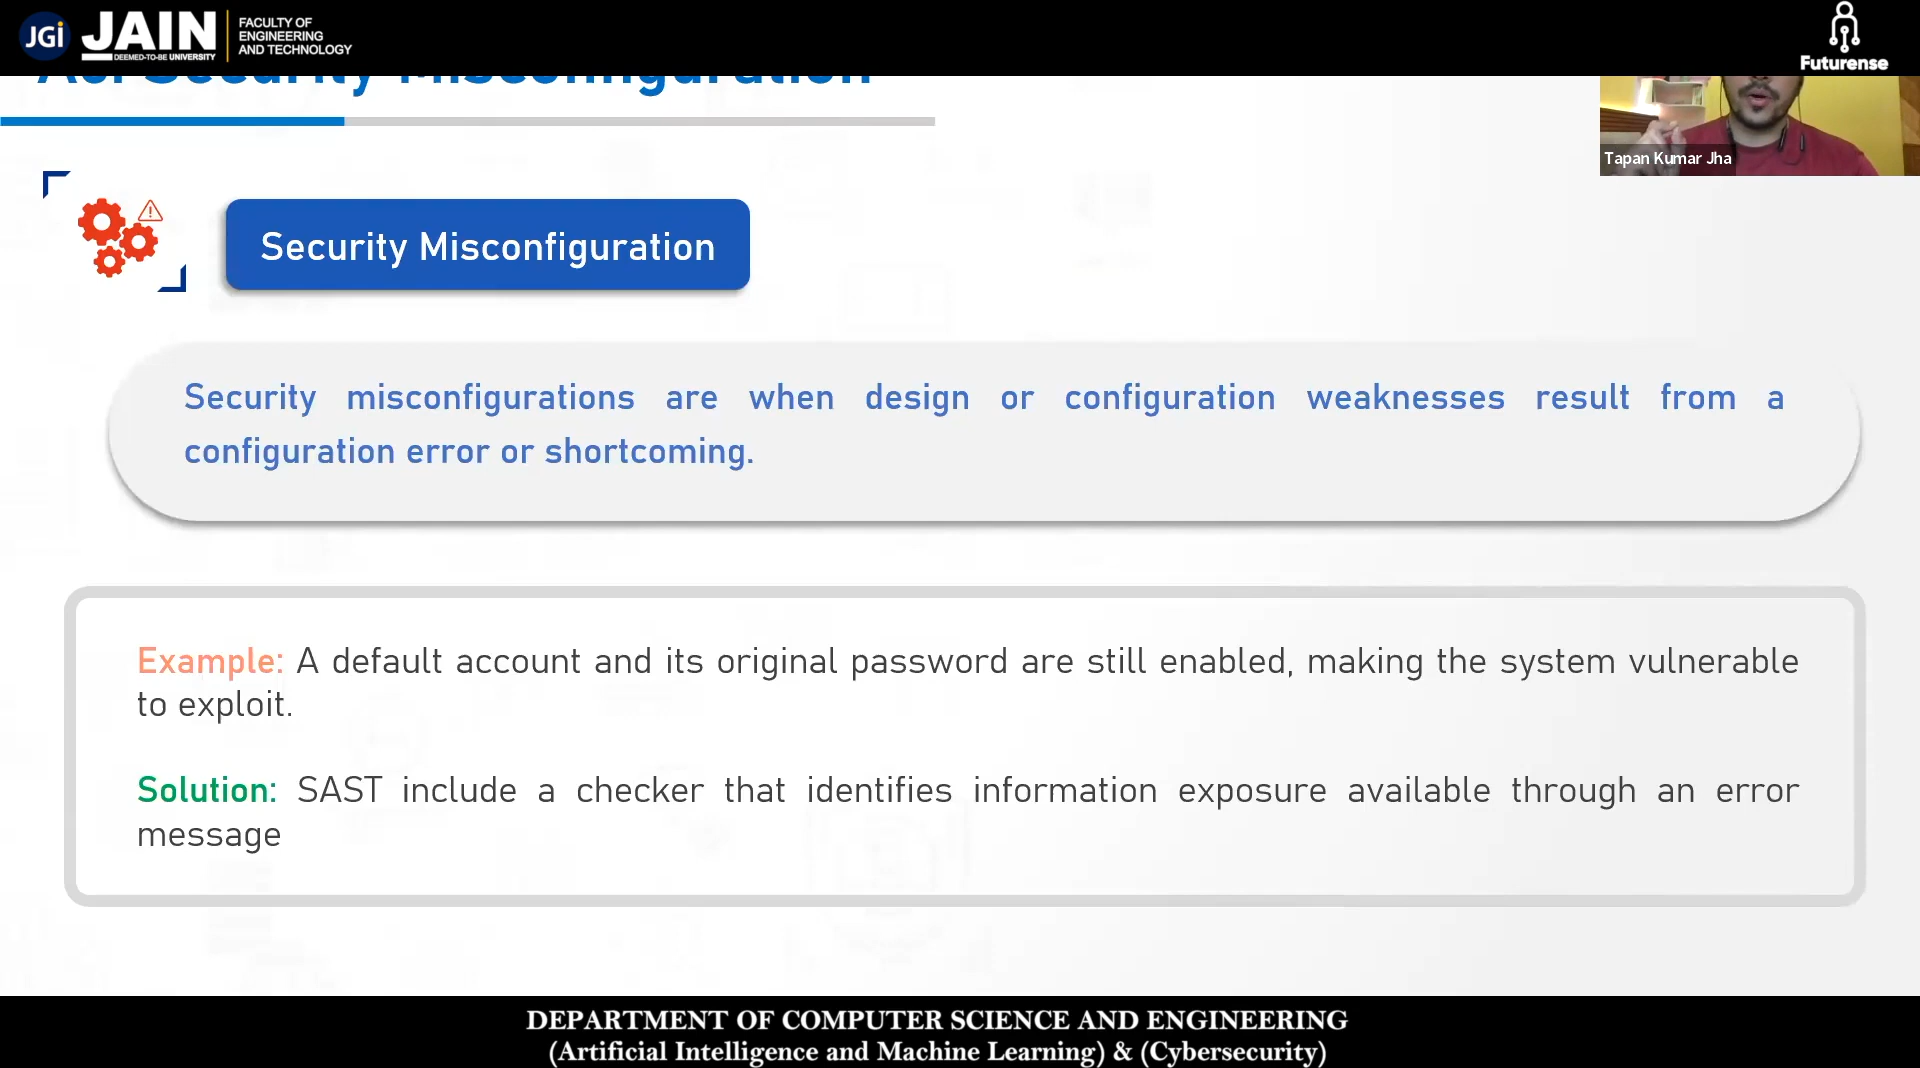 JGi
JAIN
DEEMED-TO-BE UNIVERSITY
FACULTY OF
ENGINEERING
AND TECHNOLOGY
Futurense
Security Misconfiguration
Tapan Kumar Jha
Security Misconfiguration
Security misconfigurations are when design or configuration weaknesses result from a
configuration error or shortcoming.
Example: A default account and its original password are still enabled, making the system vulnerable
to exploit.
Solution: SAST include a checker that identifies information exposure available through an error
message
DEPARTMENT OF COMPUTER SCIENCE AND ENGINEERING
(Artificial Intelligence and Machine Learning) & (Cybersecurity)